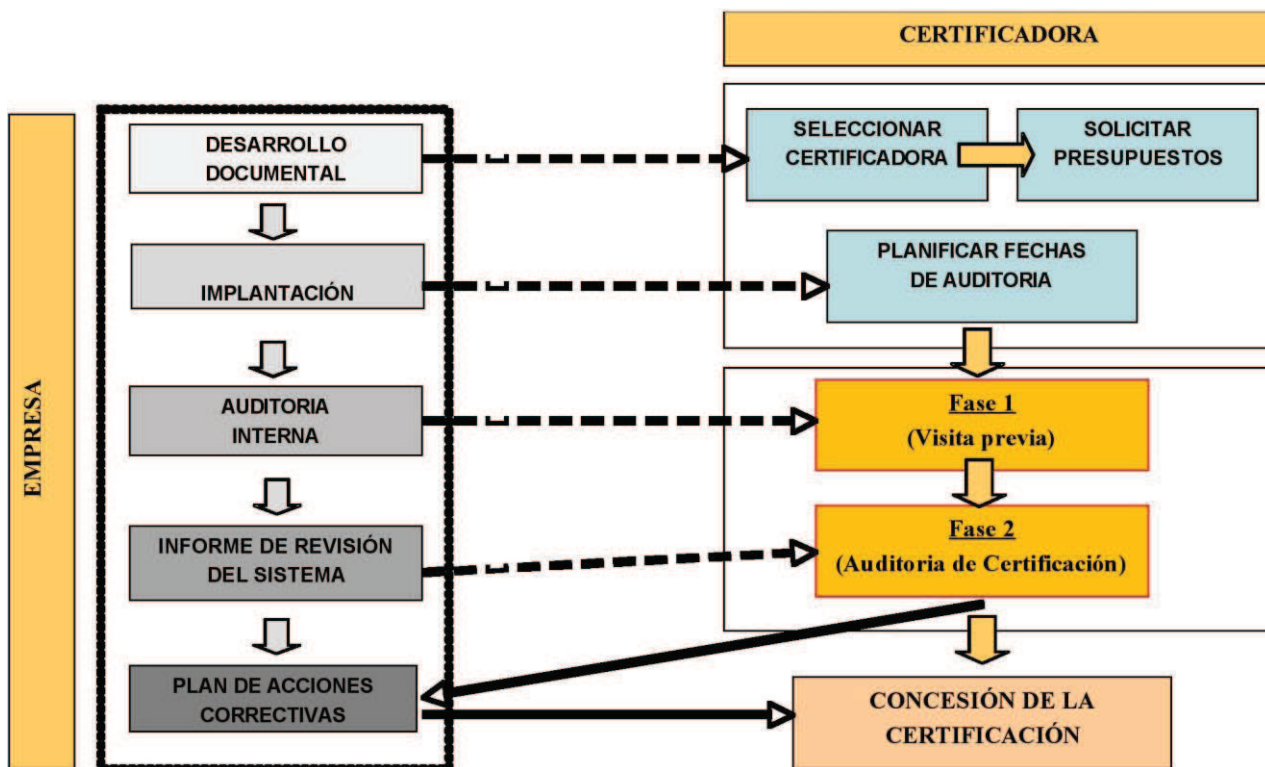 CERTIFICADORA
EMPRESA
DESARROLLO
DOCUMENTAL
SELECCIONAR
CERTIFICADORA
SOLICITAR
PRESUPUESTOS
IMPLANTACIÓN
PLANIFICAR FECHAS
DE AUDITORIA
AUDITORIA
INTERNA
Fase 1
(Visita previa)
INFORME DE REVISIÓN
DEL SISTEMA
Fase 2
(Auditoria de Certificación)
PLAN DE ACCIONES
CORRECTIVAS
CONCESIÓN DE LA
CERTIFICACIÓN